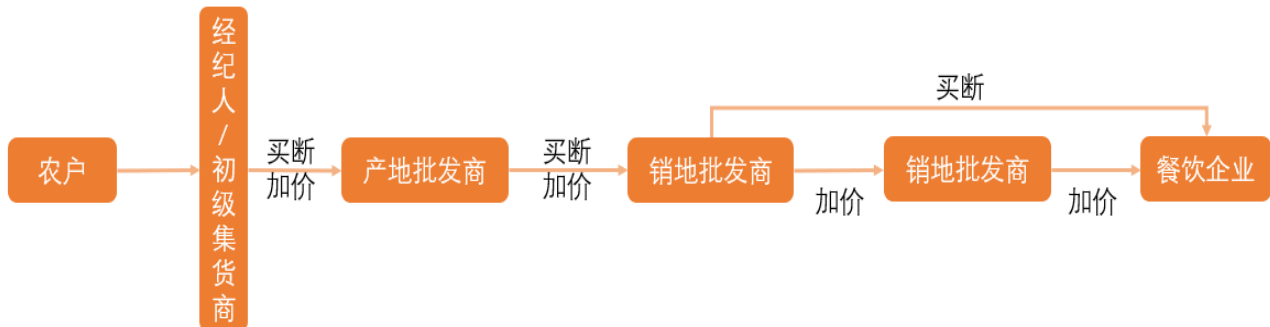 农户
经纪人/初级集货商
买断
加价
产地批发商
买断
加价
销地批发商
买断
加价
销地批发商
加价
餐饮企业